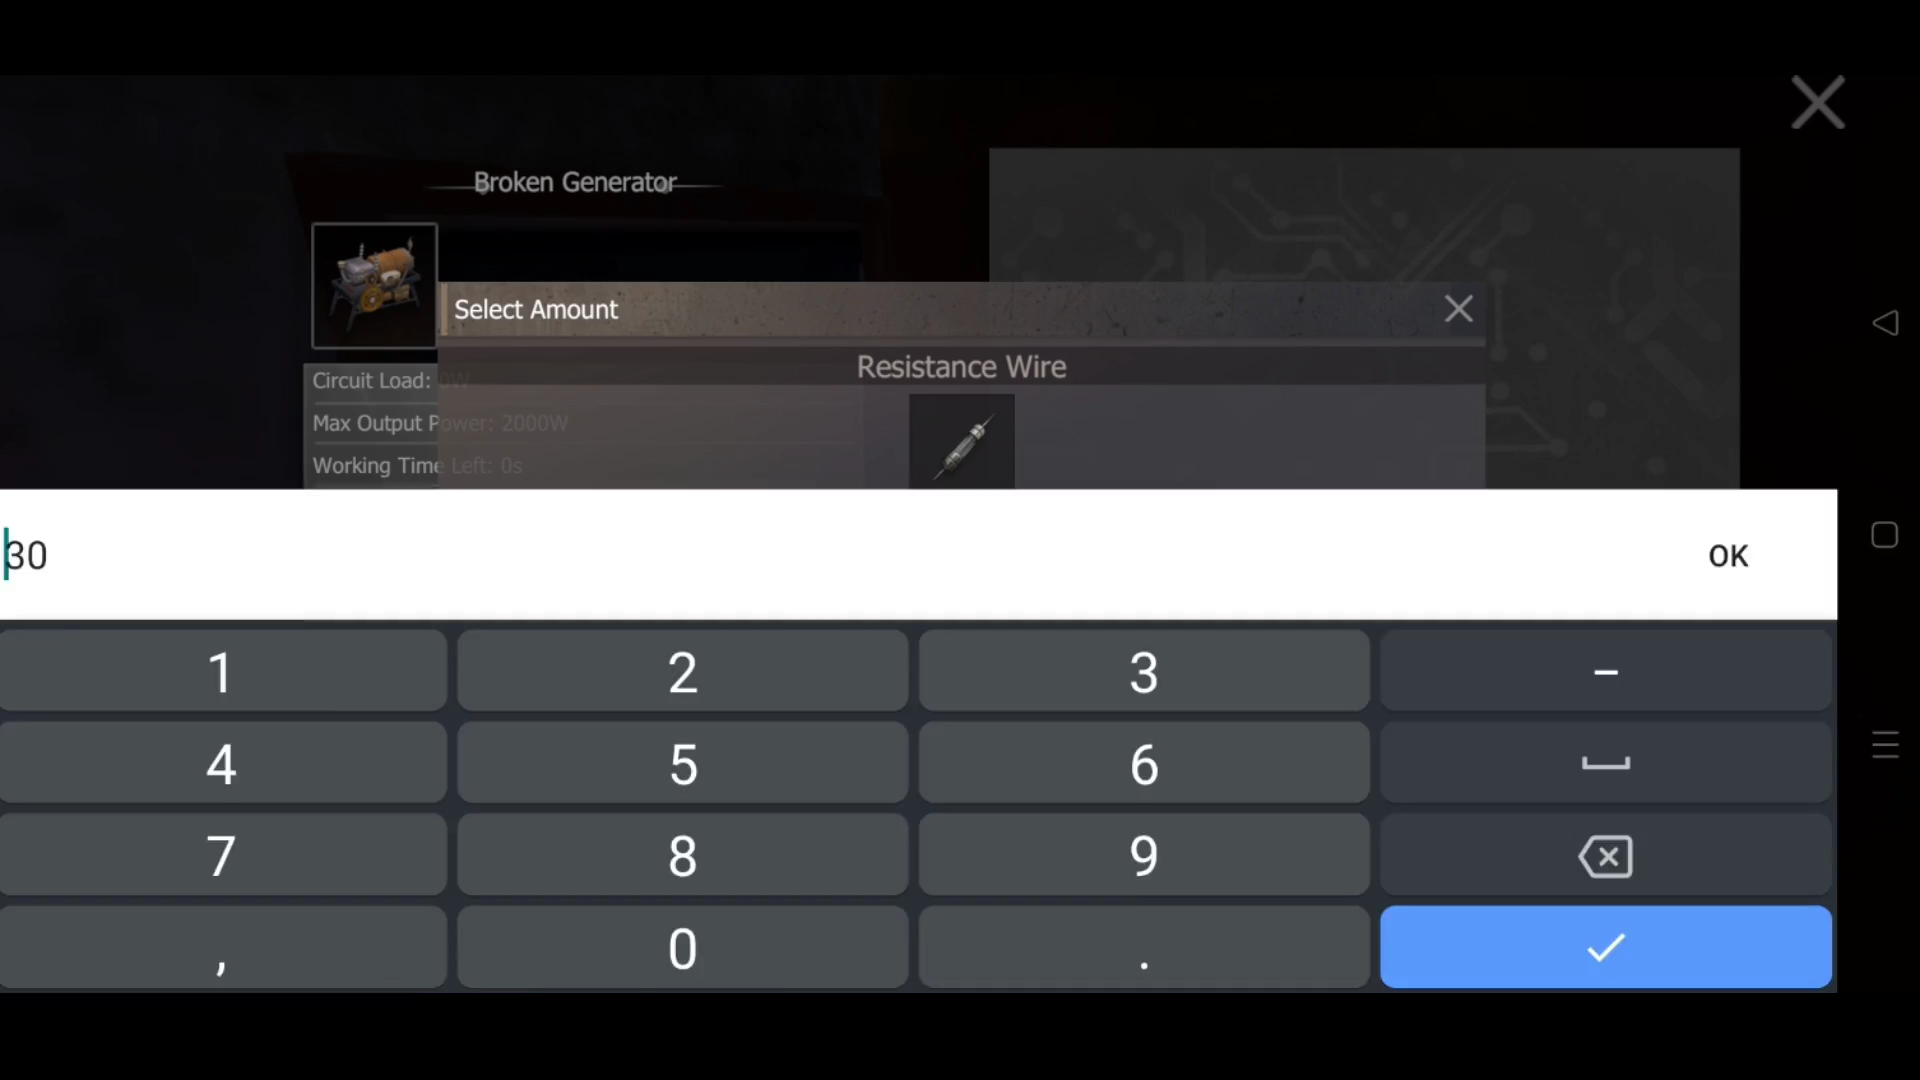 Broken Generator
Select Amount
Resistance Wire
Circuit Load: 0W
Max Output Power: 2000W
Working Time Left: 0s
30
OK
1 2 3 –
4 5 6
7 8 9
, 0 .